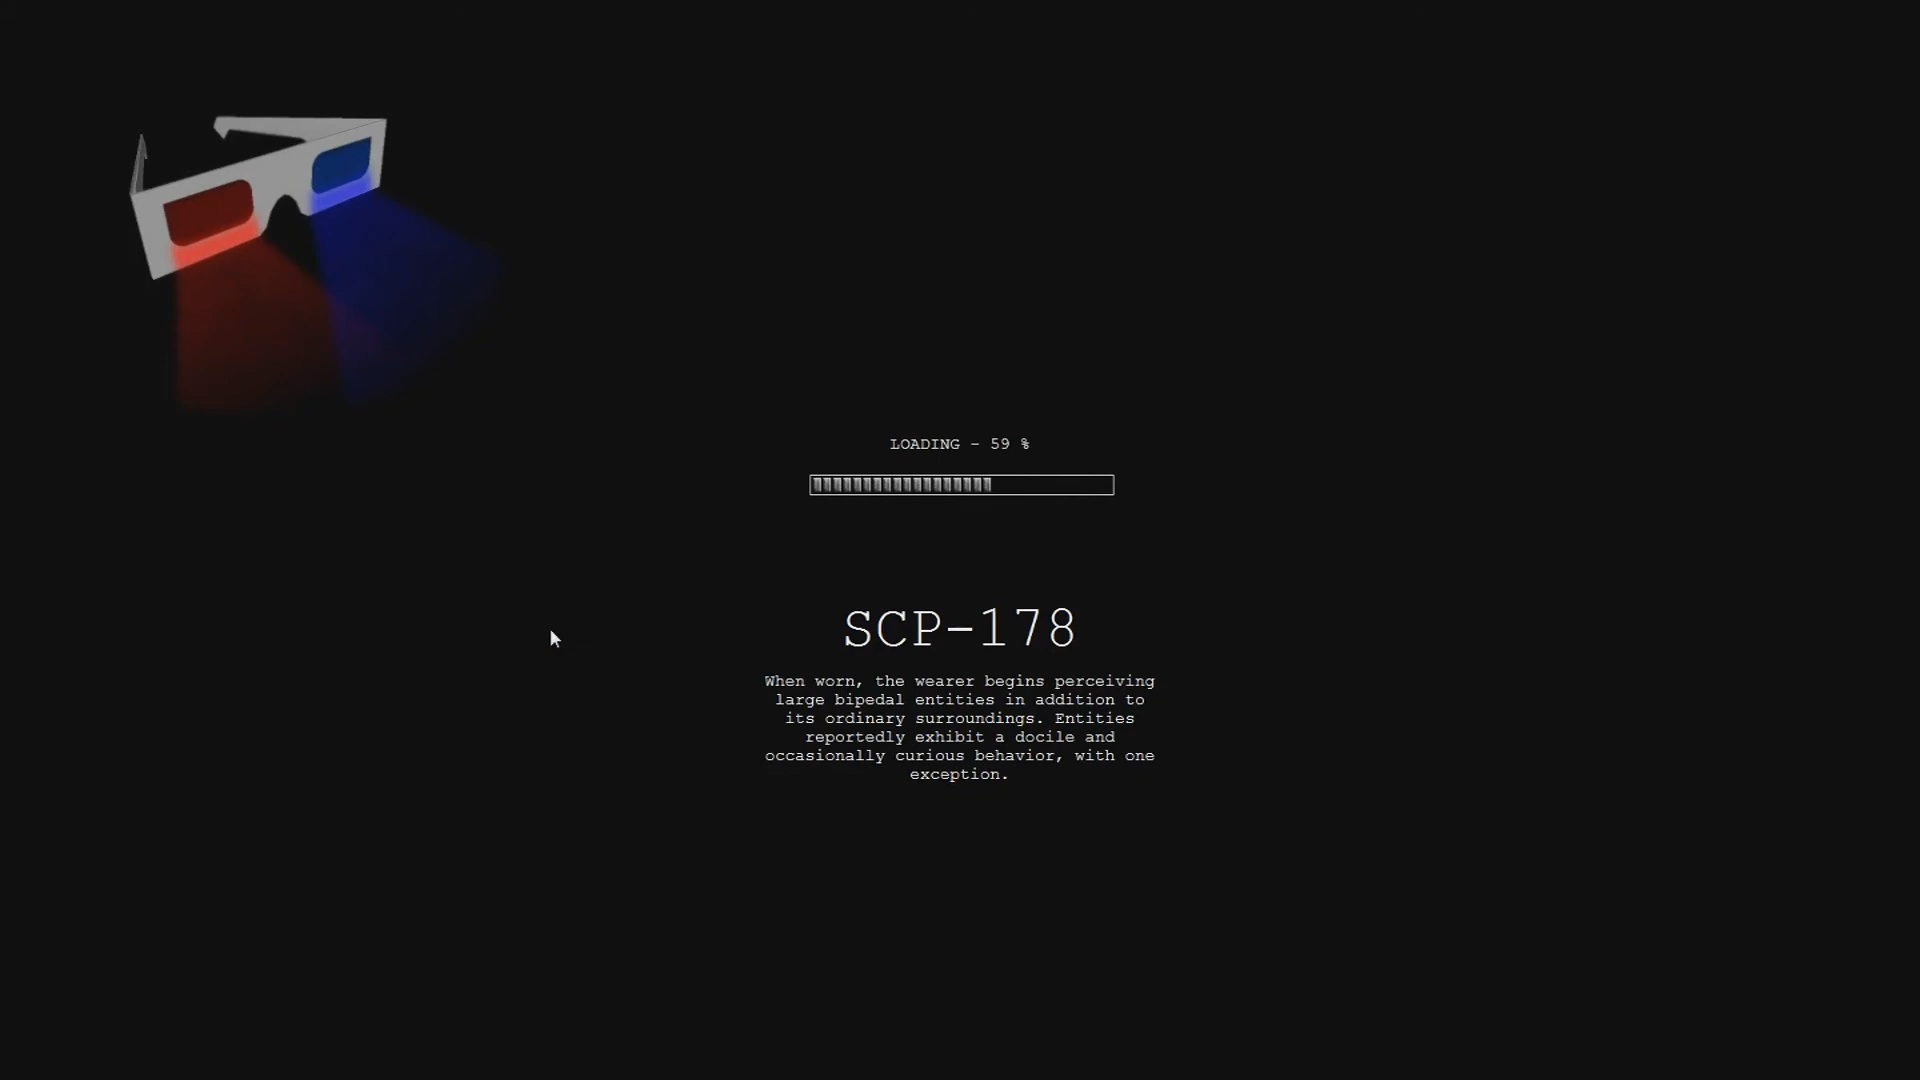 LOADING - 59 %
SCP-178
When worn, the wearer begins perceiving
large bipedal entities in addition to
its ordinary surroundings. Entities
reportedly exhibit a docile and
occasionally curious behavior, with one
exception.